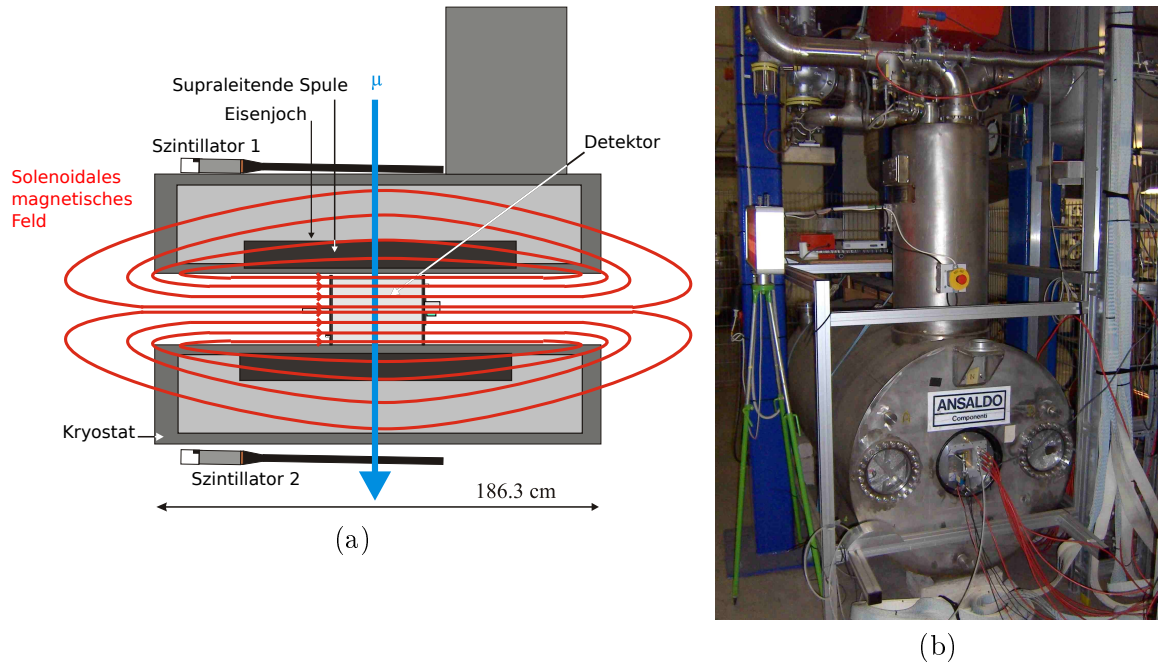 μ
Supraleitende Spule
Eisenjoch
Szintillator 1
Detektor
Solenoidales
magnetisches
Feld
Kryostat
Szintillator 2
186.3 cm
(a)
ANSALDO
Componenti
N
(b)